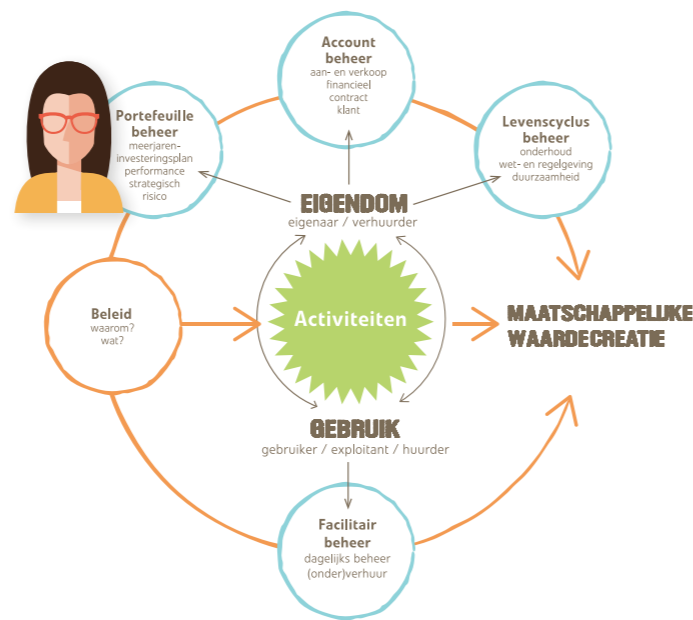 Account
beheer
aan- en verkoop
financieel
contract
klant
Portefeuille
beheer
meerjaren-
investeringsplan
performance
strategisch
risico
Levenscyclus
beheer
onderhoud
wet- en regelgeving
duurzaamheid
EIGENDOM
eigenaar / verhuurder
Beleid
waarom?
wat?
Activiteiten
MAATSCHAPPELIJKE
WAARDECREATIE
GEBRUIK
gebruiker / exploitant / huurder
Facilitair
beheer
dagelijks beheer
(onder)verhuur